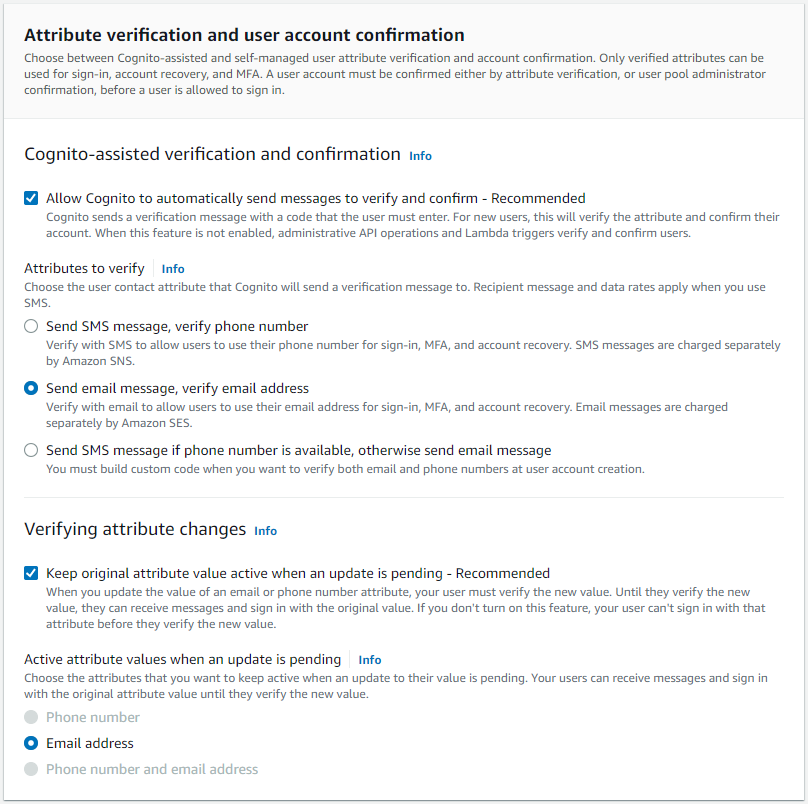 Attribute verification and user account confirmation
Choose between Cognito-assisted and self-managed user attribute verification and account confirmation. Only verified attributes can be
used for sign-in, account recovery, and MFA. A user account must be confirmed either by attribute verification, or user pool administrator
confirmation, before a user is allowed to sign in.
Cognito-assisted verification and confirmation Info
Allow Cognito to automatically send messages to verify and confirm - Recommended
Cognito sends a verification message with a code that the user must enter. For new users, this will verify the attribute and confirm their
account. When this feature is not enabled, administrative API operations and Lambda triggers verify and confirm users.
Attributes to verify Info
Choose the user contact attribute that Cognito will send a verification message to. Recipient message and data rates apply when you use
SMS.
Send SMS message, verify phone number
Verify with SMS to allow users to use their phone number for sign-in, MFA, and account recovery. SMS messages are charged separately
by Amazon SNS.
Send email message, verify email address
Verify with email to allow users to use their email address for sign-in, MFA, and account recovery. Email messages are charged
separately by Amazon SES.
Send SMS message if phone number is available, otherwise send email message
You must build custom code when you want to verify both email and phone numbers at user account creation.
Verifying attribute changes Info
Keep original attribute value active when an update is pending - Recommended
When you update the value of an email or phone number attribute, your user must verify the new value. Until they verify the new
value, they can receive messages and sign in with the original value. If you don't turn on this feature, your user can't sign in with that
attribute before they verify the new value.
Active attribute values when an update is pending Info
Choose the attributes that you want to keep active when an update to their value is pending. Your users can receive messages and sign in
with the original attribute value until they verify the new value.
Phone number
Email address
Phone number and email address